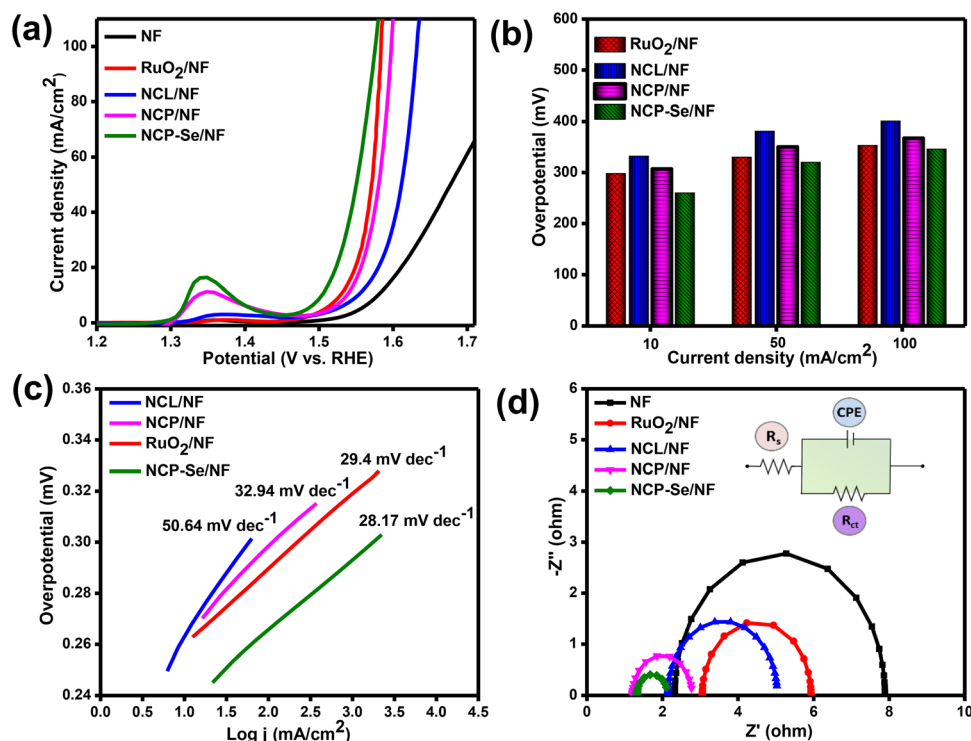 (a)
NF
RuO₂/NF
NCL/NF
NCP/NF
NCP-Se/NF
Current density (mA/cm²)
100
80
60
40
20
0
1.2 1.3 1.4 1.5 1.6 1.7
Potential (V vs. RHE)
(b)
RuO₂/NF
NCL/NF
NCP/NF
NCP-Se/NF
Overpotential (mV)
600
500
400
300
200
100
0
10 50 100
Current density (mA/cm²)
(c)
NCL/NF
NCP/NF
RuO₂/NF
NCP-Se/NF
29.4 mV dec⁻¹
32.94 mV dec⁻¹
50.64 mV dec⁻¹
28.17 mV dec⁻¹
Overpotential (mV)
0.36
0.34
0.32
0.30
0.28
0.26
0.24
0.0 0.5 1.0 1.5 2.0 2.5 3.0 3.5 4.0 4.5
Log j (mA/cm²)
(d)
NF
RuO₂/NF
NCL/NF
NCP/NF
NCP-Se/NF
CPE
Rs
Rct
-Z'' (ohm)
6
5
4
3
2
1
0
0 2 4 6 8 10
Z' (ohm)